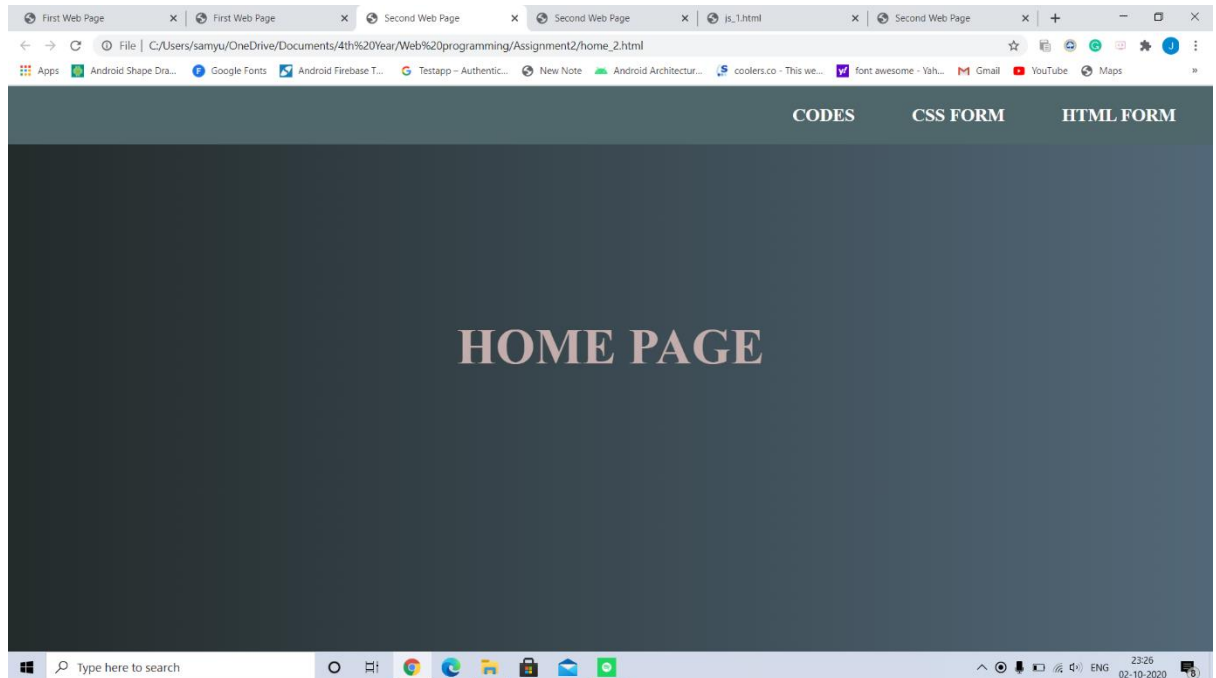 First Web Page First Web Page Second Web Page Second Web Page js_1.html Second Web Page
File | C:/Users/samyu/OneDrive/Documents/4th%20Year/Web%20programming/Assignment2/home_2.html
Apps Android Shape Dra... Google Fonts Android Firebase T... Testapp – Authentic... New Note Android Architectur... coolers.co - This we... font awesome - Yah... Gmail YouTube Maps »
CODES CSS FORM HTML FORM
HOME PAGE
Type here to search ENG 23:26
02-10-2020 8